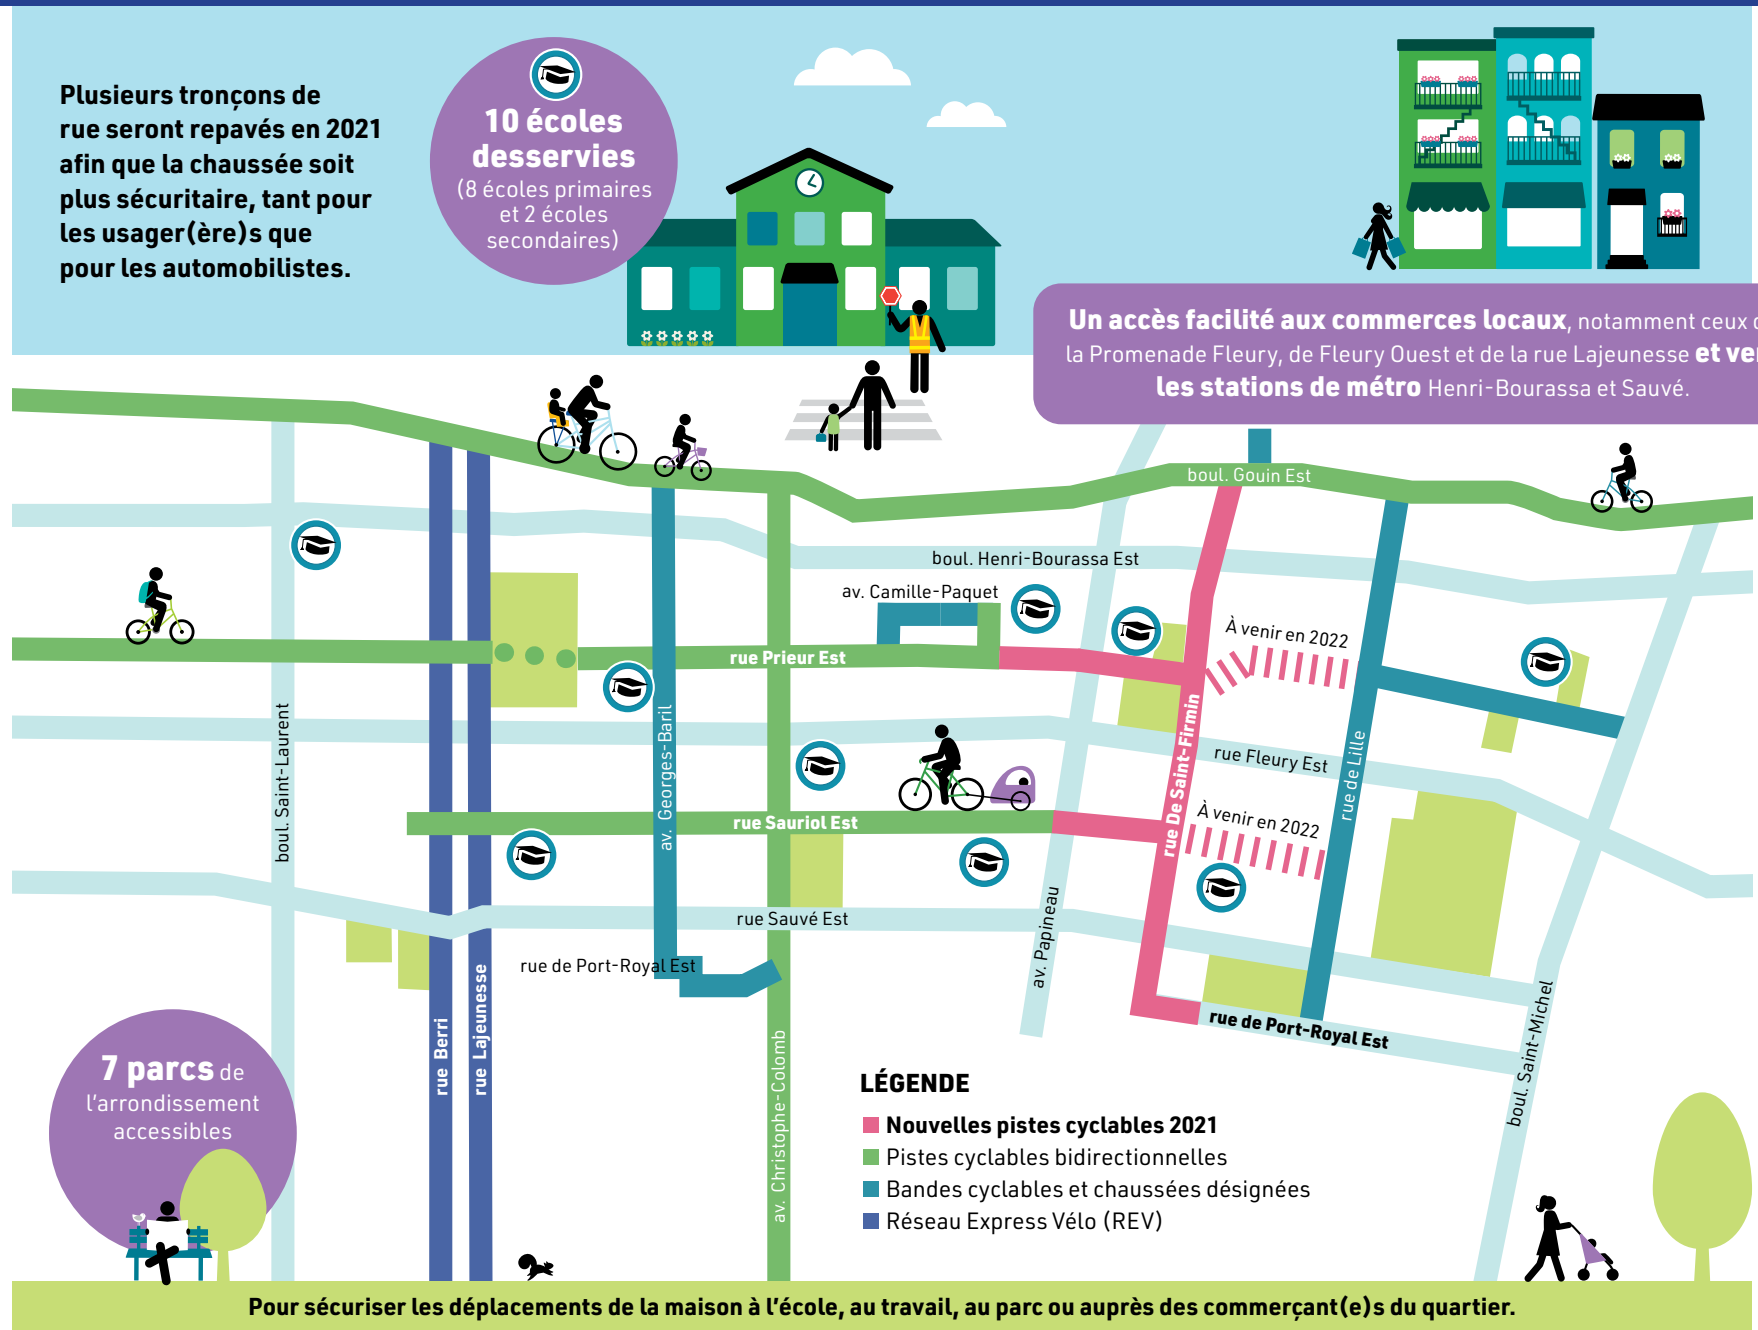 Plusieurs tronçons de
rue seront repavés en 2021
afin que la chaussée soit
plus sécuritaire, tant pour
les usager(ère)s que
pour les automobilistes.
10 écoles
desservies
(8 écoles primaires
et 2 écoles
secondaires)
Un accès facilité aux commerces locaux, notamment ceux
la Promenade Fleury, de Fleury Ouest et de la rue Lajeunesse et
les stations de métro Henri-Bourassa et Sauvé.
boul. Gouin Est
boul. Henri-Bourassa Est
av. Camille-Paquet
À venir en 2022
rue Prieur Est
boul. Saint-Laurent
av. Georges-Baril
rue De Saint-Firmin
rue Fleury Est
rue de Lille
À venir en 2022
rue Sauriol Est
rue Sauvé Est
av. Papineau
rue de Port-Royal Est
rue Berri
rue Lajeunesse
av. Christophe-Colomb
rue de Port-Royal Est
boul. Saint-Michel
7 parcs de
l'arrondissement
accessibles
LÉGENDE
Nouvelles pistes cyclables 2021
Pistes cyclables bidirectionnelles
Bandes cyclables et chaussées désignées
Réseau Express Vélo (REV)
Pour sécuriser les déplacements de la maison à l'école, au travail, au parc ou auprès des commerçant(e)s du quartier.